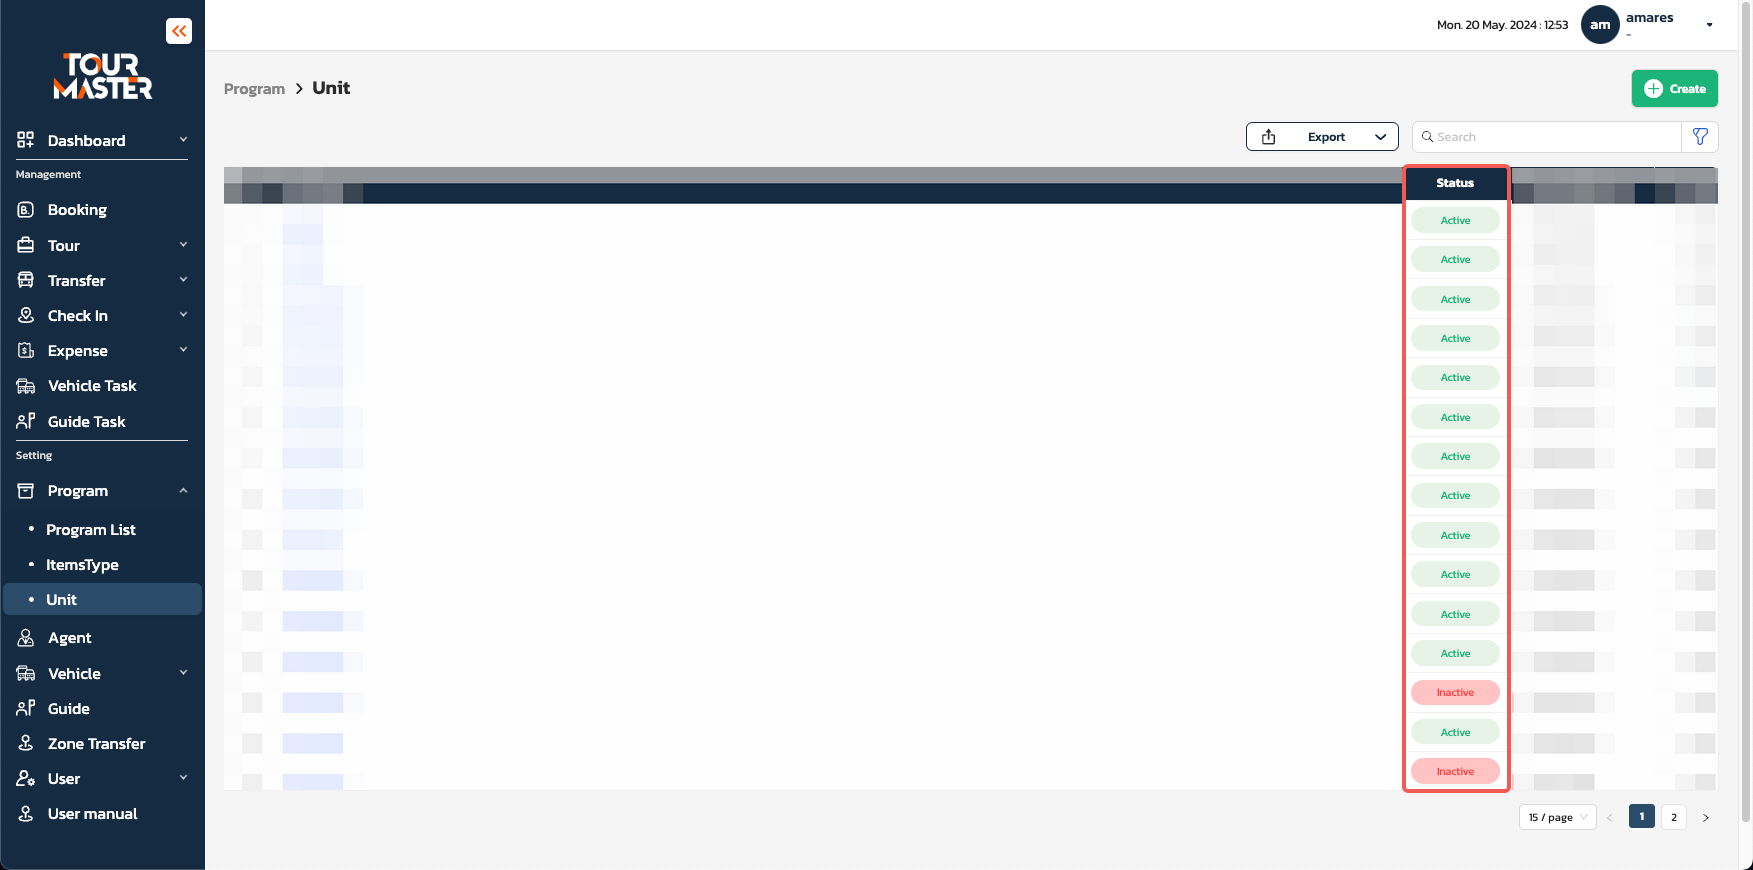 TOUR
MASTER
Mon. 20 May. 2024 : 12:53
am
amares
-
Dashboard
Management
Booking
Tour
Transfer
Check In
Expense
Vehicle Task
Guide Task
Setting
Program
Program List
ItemsType
Unit
Agent
Vehicle
Guide
Zone Transfer
User
User manual
Program > Unit
Create
Export
Search
Status
Active
Active
Active
Active
Active
Active
Active
Active
Active
Active
Active
Active
Inactive
Active
Inactive
15 / page < 1 2 >